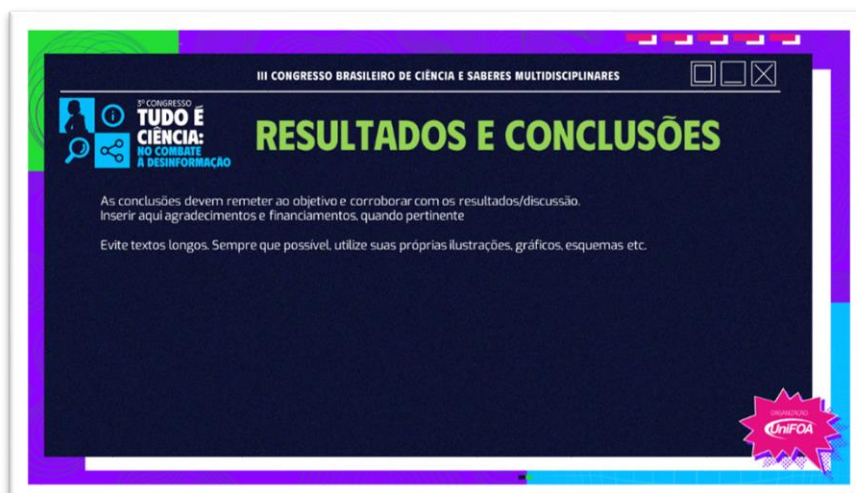 III CONGRESSO BRASILEIRO DE CIÊNCIA E SABERES MULTIDISCIPLINARES
3º CONGRESSO
TUDO É
CIÊNCIA:
NO COMBATE
À DESINFORMAÇÃO
RESULTADOS E CONCLUSÕES
As conclusões devem remeter ao objetivo e corroborar com os resultados/discussão.
Inserir aqui agradecimentos e financiamentos, quando pertinente
Evite textos longos. Sempre que possível, utilize suas próprias ilustrações, gráficos, esquemas etc.
ORGANIZAÇÃO
UniFOA